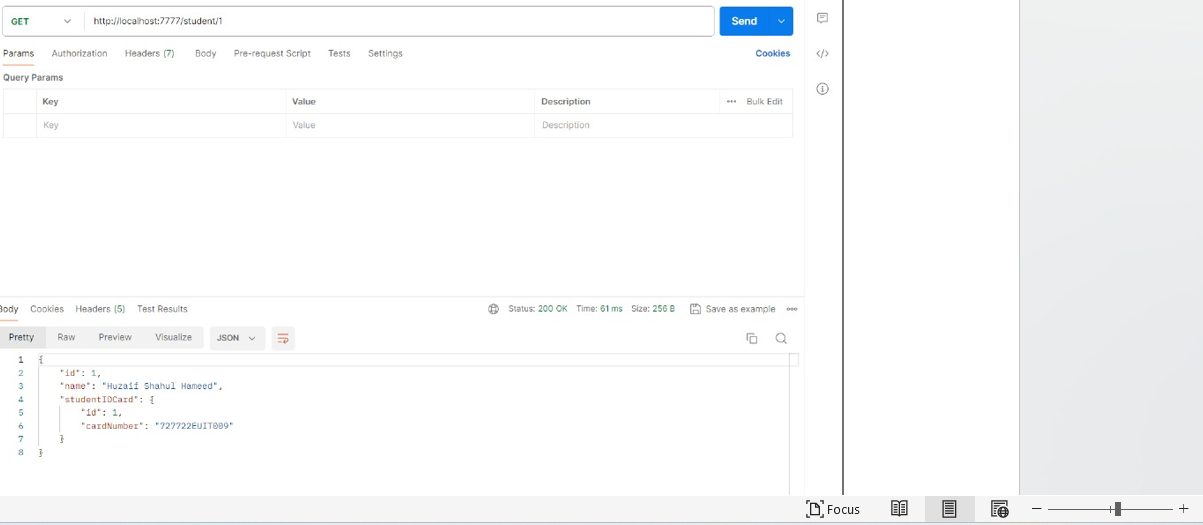 GET http://localhost:7777/student/1 Send
Params Authorization Headers (7) Body Pre-request Script Tests Settings Cookies
Query Params
Key Value Description ••• Bulk Edit
Key Value Description
Body Cookies Headers (5) Test Results Status: 200 OK Time: 61 ms Size: 256 B Save as example •••
Pretty Raw Preview Visualize JSON
1 {
2 "id": 1,
3 "name": "Huzaif Shahul Hameed",
4 "studentIDCard": {
5 "id": 1,
6 "cardNumber": "727722EUIT009"
7 }
8 }
Focus